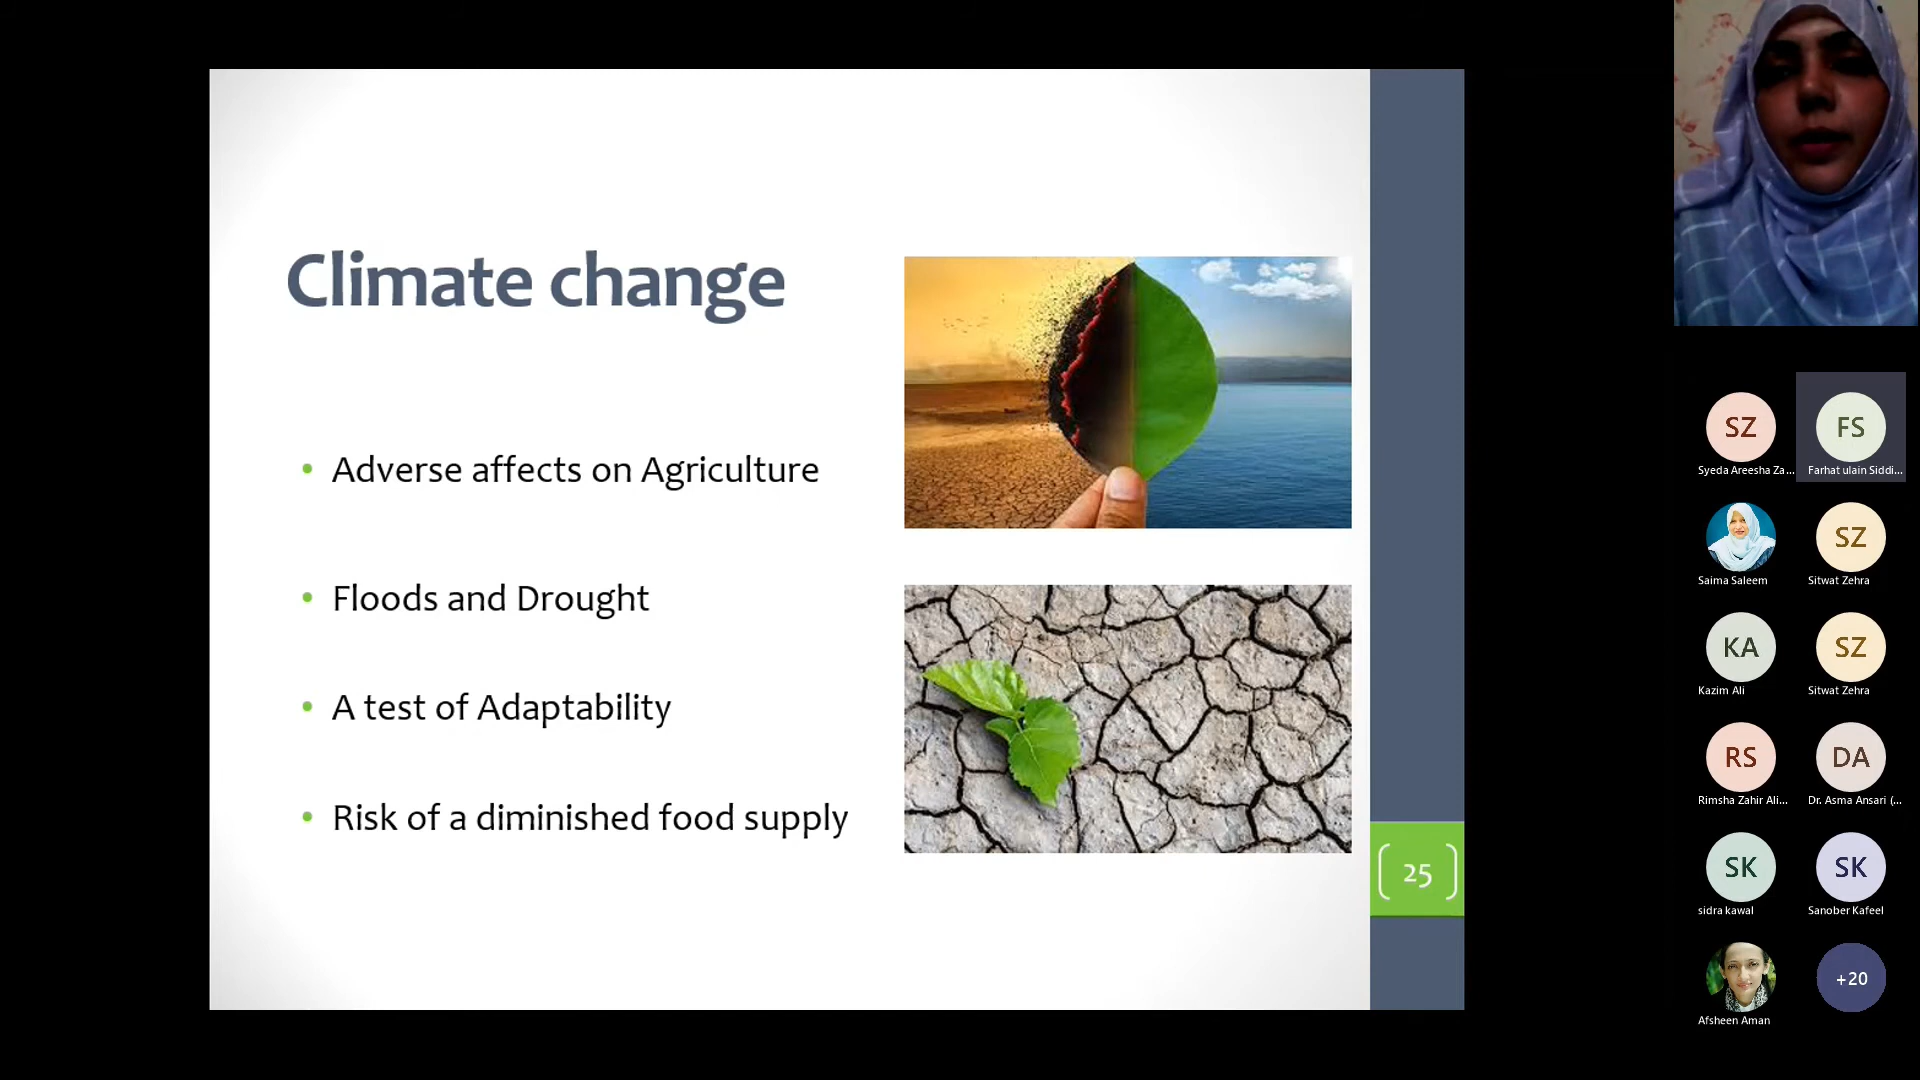 Climate change
• Adverse affects on Agriculture
• Floods and Drought
• A test of Adaptability
• Risk of a diminished food supply
25
SZ
FS
Syeda Areesha Za...
Farhat ulain Siddi...
SZ
Saima Saleem
Sitwat Zehra
KA
SZ
Kazim Ali
Sitwat Zehra
RS
DA
Rimsha Zahir Ali...
Dr. Asma Ansari (...
SK
SK
sidra kawal
Sanober Kafeel
+20
Afsheen Aman